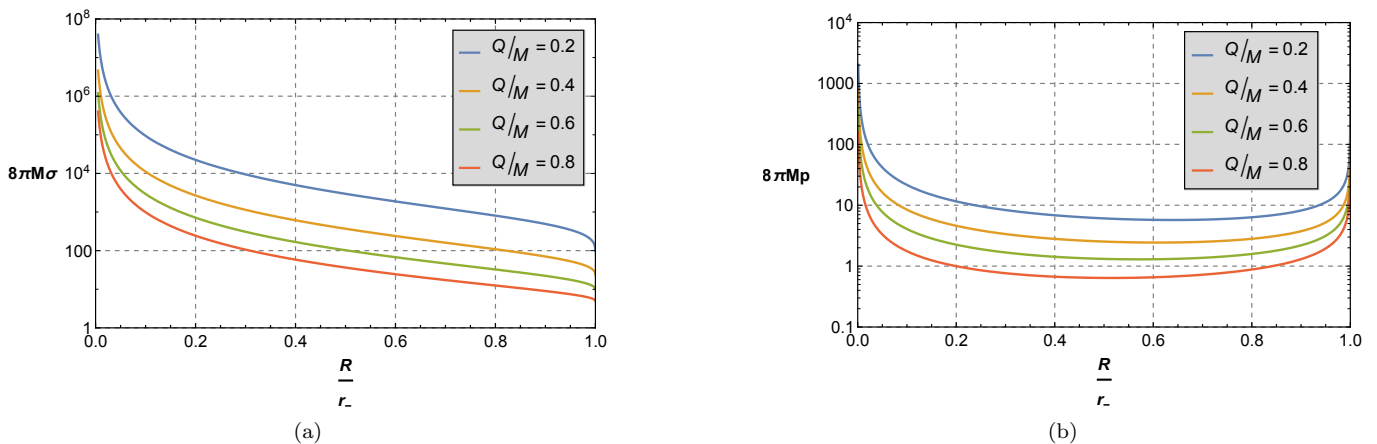 10^8
10^6
10^4
100
1
8πMσ
Q/M = 0.2
Q/M = 0.4
Q/M = 0.6
Q/M = 0.8
0.0 0.2 0.4 0.6 0.8 1.0
R
r_-
(a)
10^4
1000
100
10
1
0.1
8πMp
Q/M = 0.2
Q/M = 0.4
Q/M = 0.6
Q/M = 0.8
0.0 0.2 0.4 0.6 0.8 1.0
R
r_-
(b)